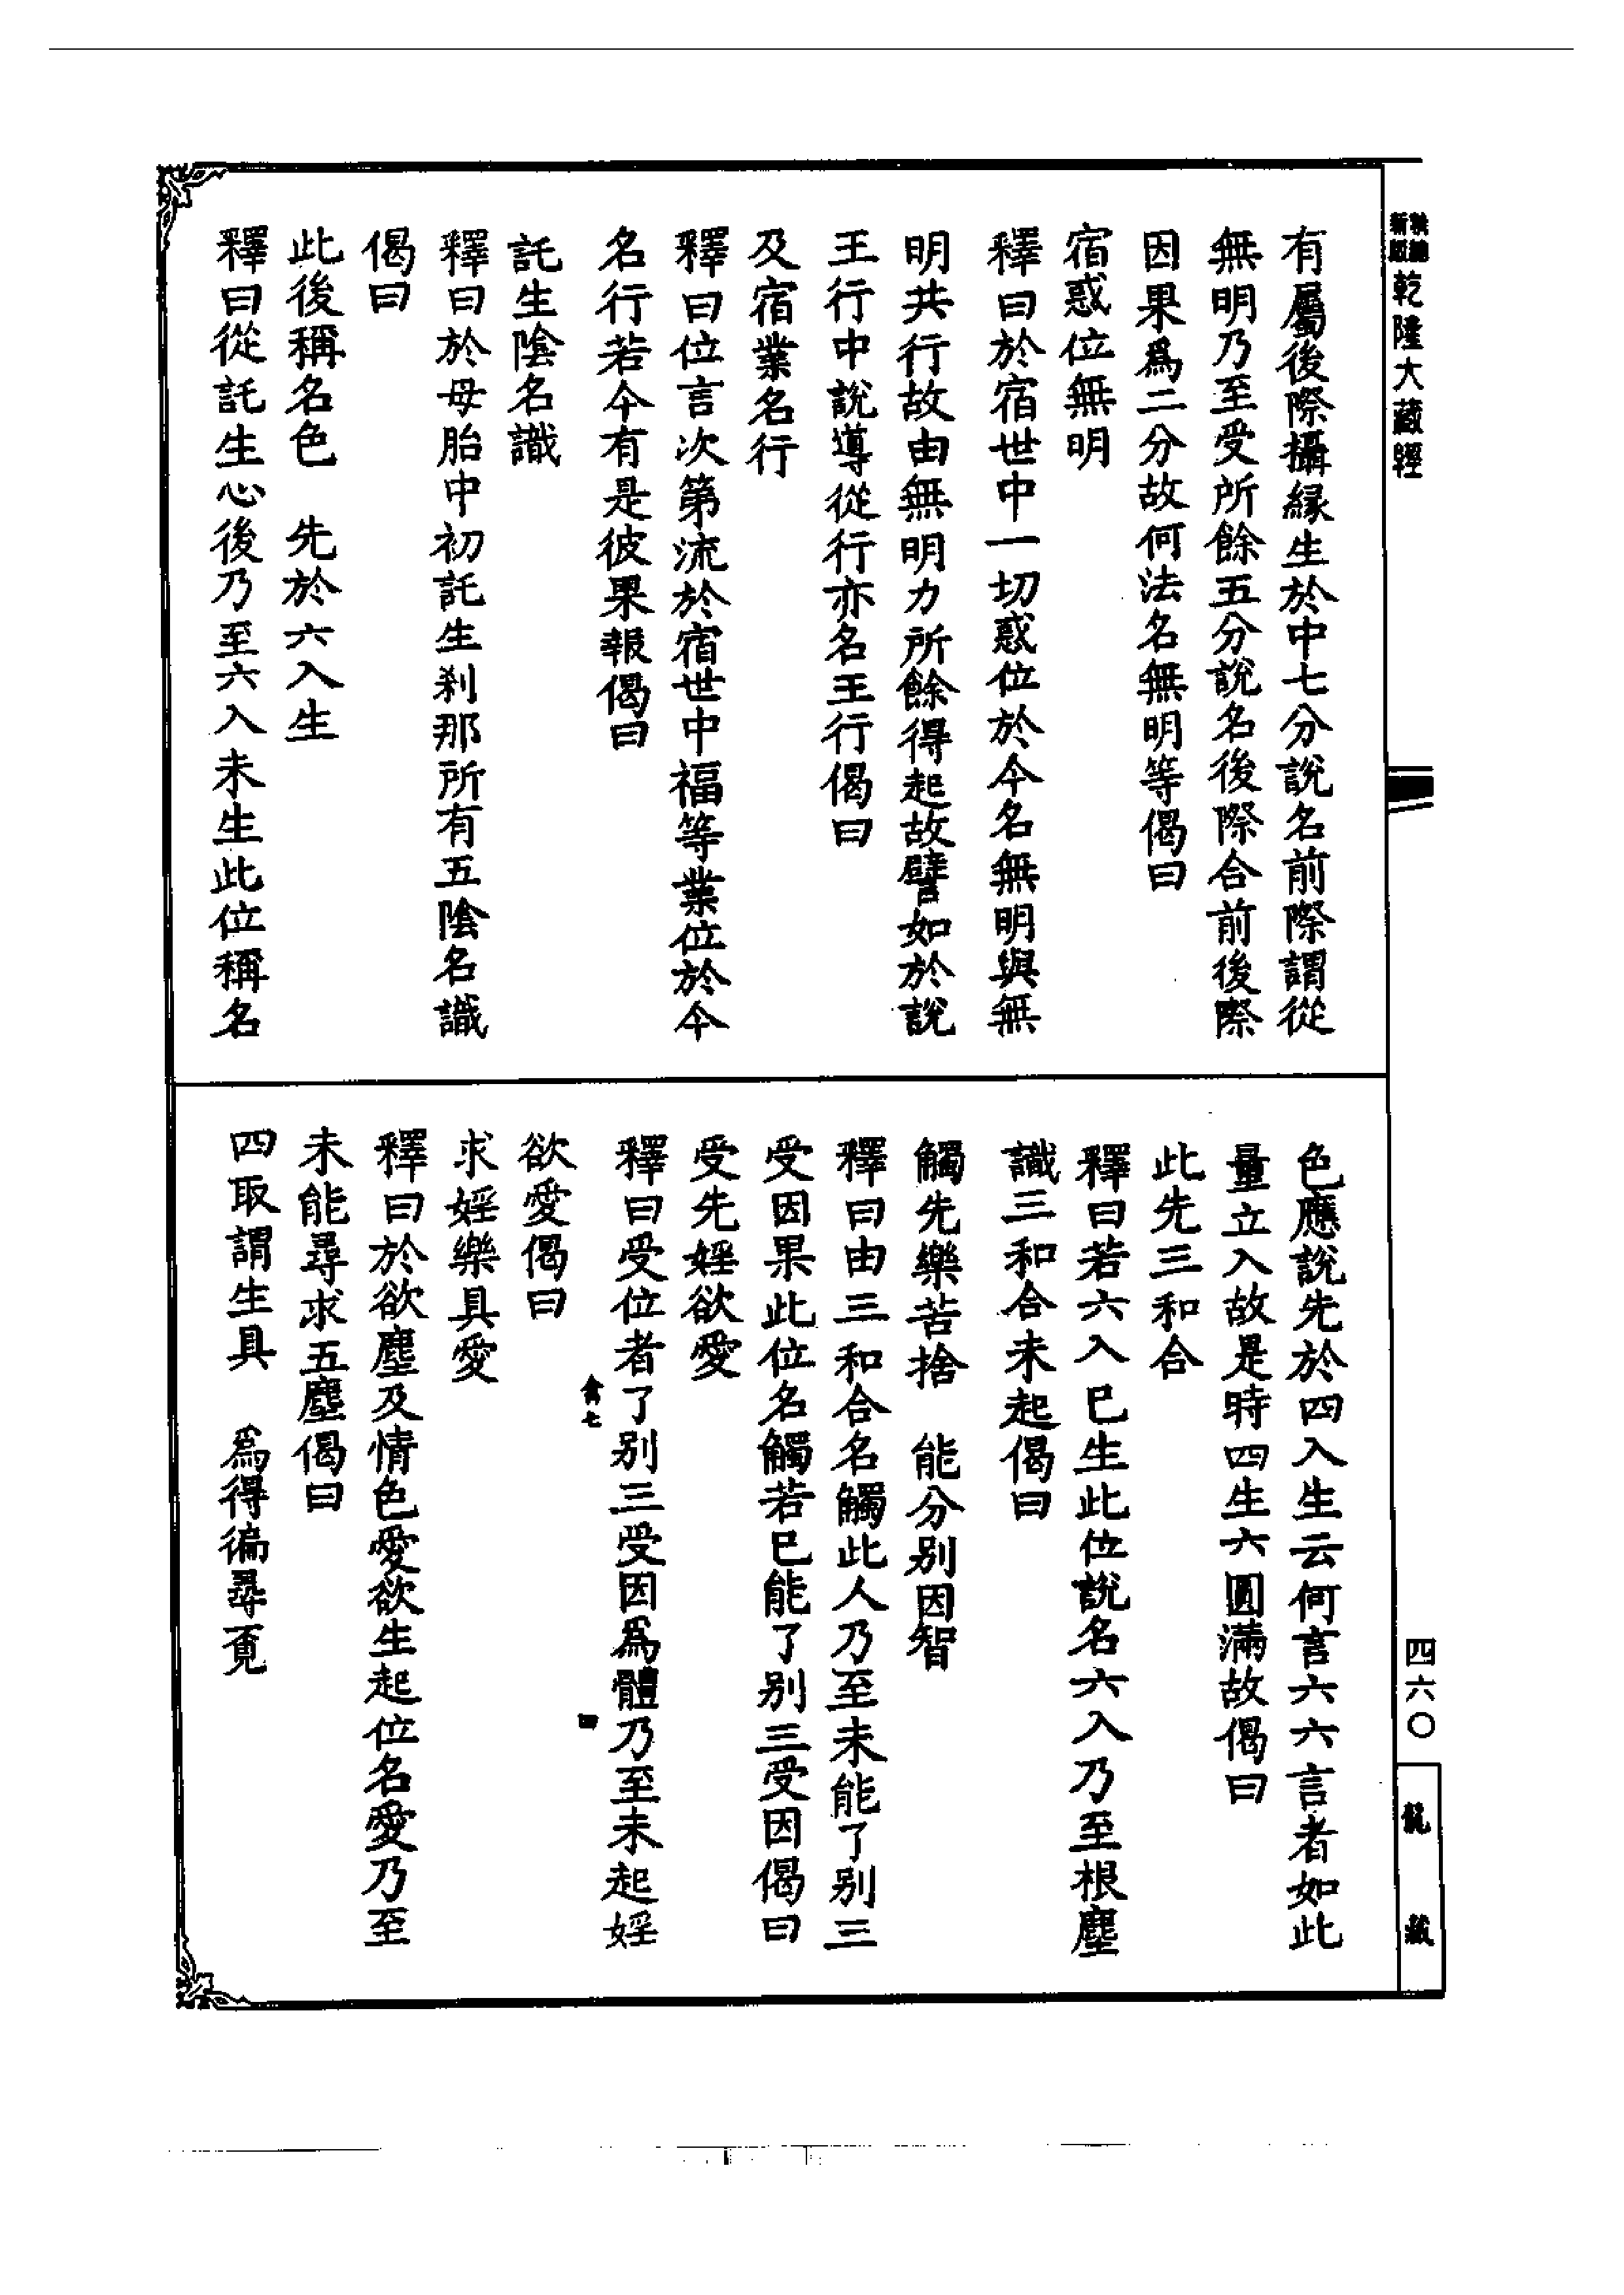 新版乾隆大藏經
有屬後際攝緣生於中七分說名前際謂從
無明乃至受所餘五分說名後際合前後際
因果爲二分故何法名無明等偈曰
宿惑位無明
釋曰於宿世中一切惑位於今名無明與無
明共行故由無明力所餘得起故譬如於說
王行中說導從行亦名王行偈曰
及宿業名行
釋曰位言次第流於宿世中福等業位於今
名行若今有是彼果報偈曰
託生陰名識
釋曰於母胎中初託生剎那所有五陰名識
偈曰
此後稱名色　先於六入生
釋曰從託生心後乃至六入未生此位稱名
色應說先於四入生云何言六六言者如此
量立入故是時四生六圓滿故偈曰
此先三和合
釋曰若六入巳生此位說名六入乃至根塵
識三和合未起偈曰
觸先樂苦捨　能分別因智
釋曰由三和合名觸此人乃至未能了別三
受因果此位名觸若巳能了別三受因偈曰
受先婬欲愛
釋曰受位者了別三受因爲體乃至未起婬
欲愛偈曰
求婬樂具愛
釋曰於欲塵及情色愛欲生起位名愛乃至
未能尋求五塵偈曰
四取謂生具　爲得徧尋覓
禽七
四
四六〇
龍藏